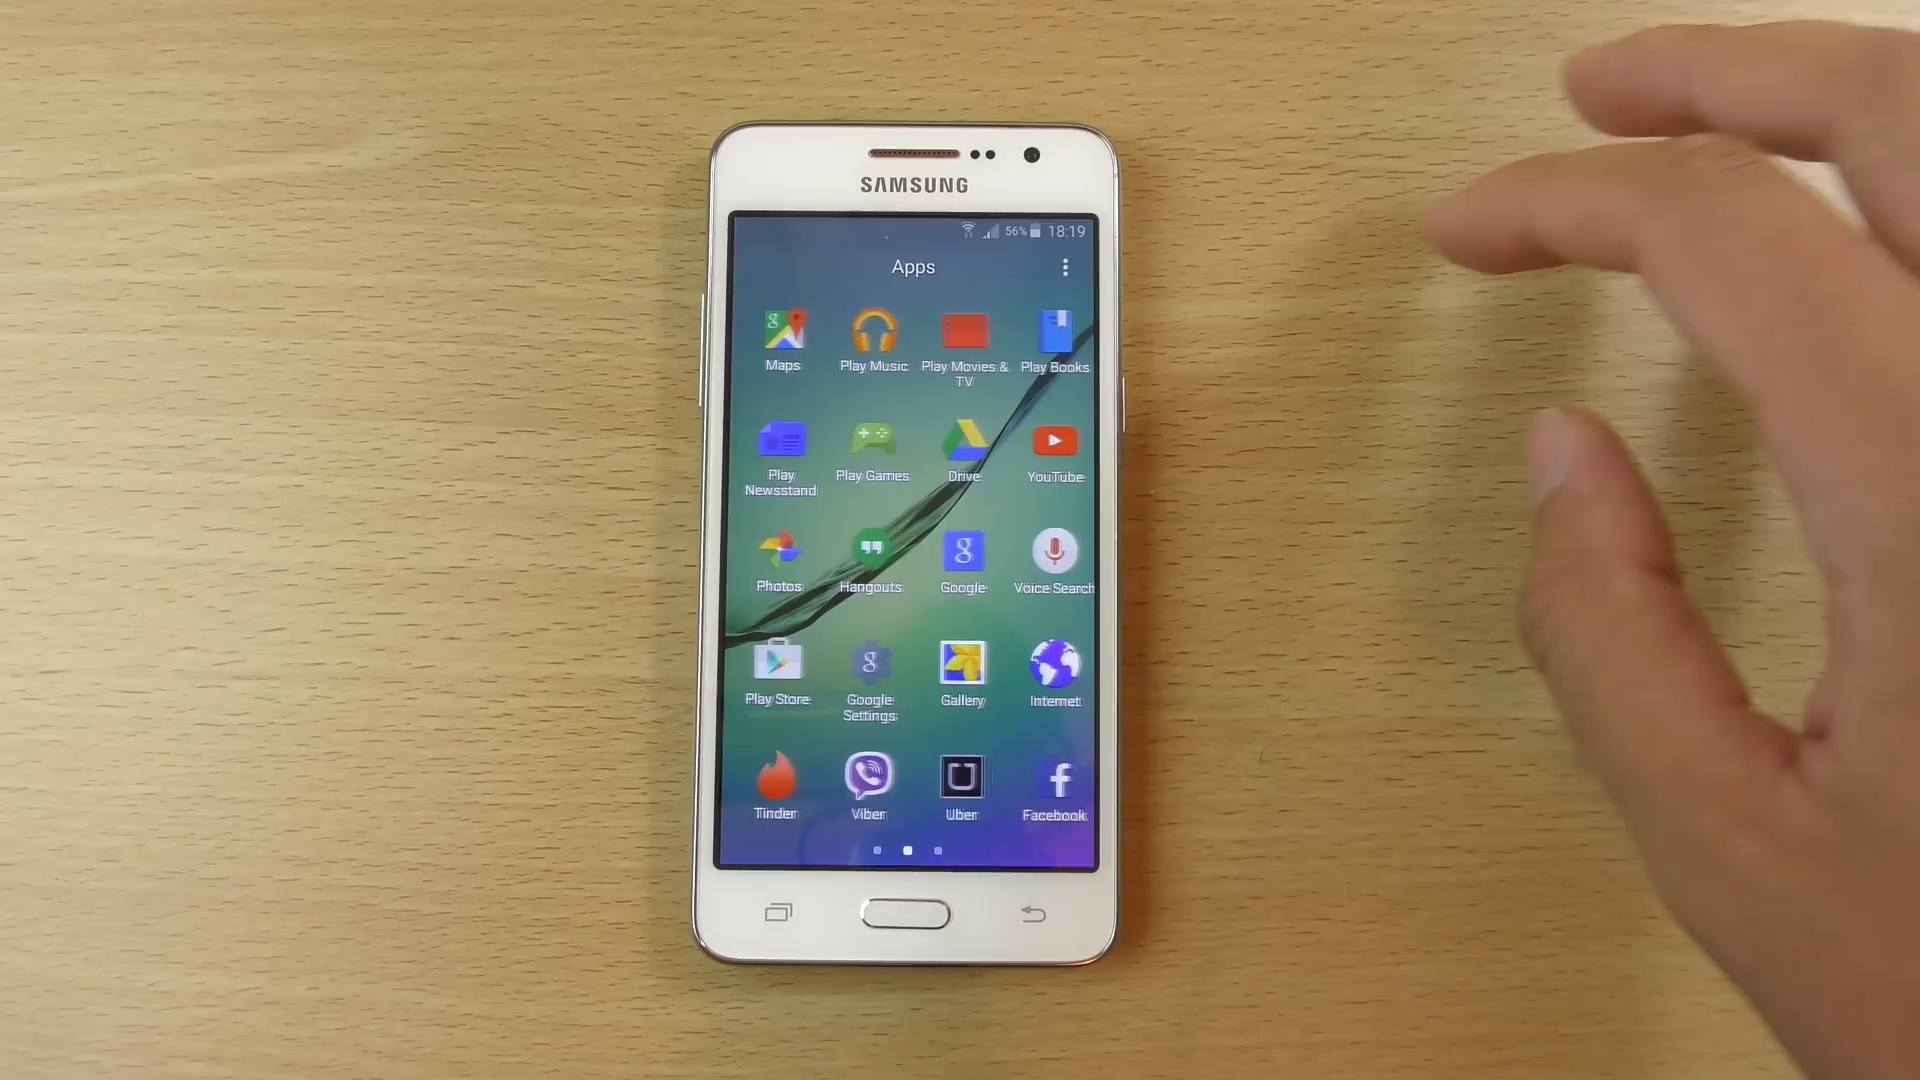 SAMSUNG
56% 18:19
Apps
Maps
Play Music
Play Movies &
TV
Play Books
Play
Newsstand
Play Games
Drive
YouTube
Photos
Hangouts
Google
Voice Search
Play Store
Google
Settings
Gallery
Internet
Tinder
Viber
Uber
Facebook